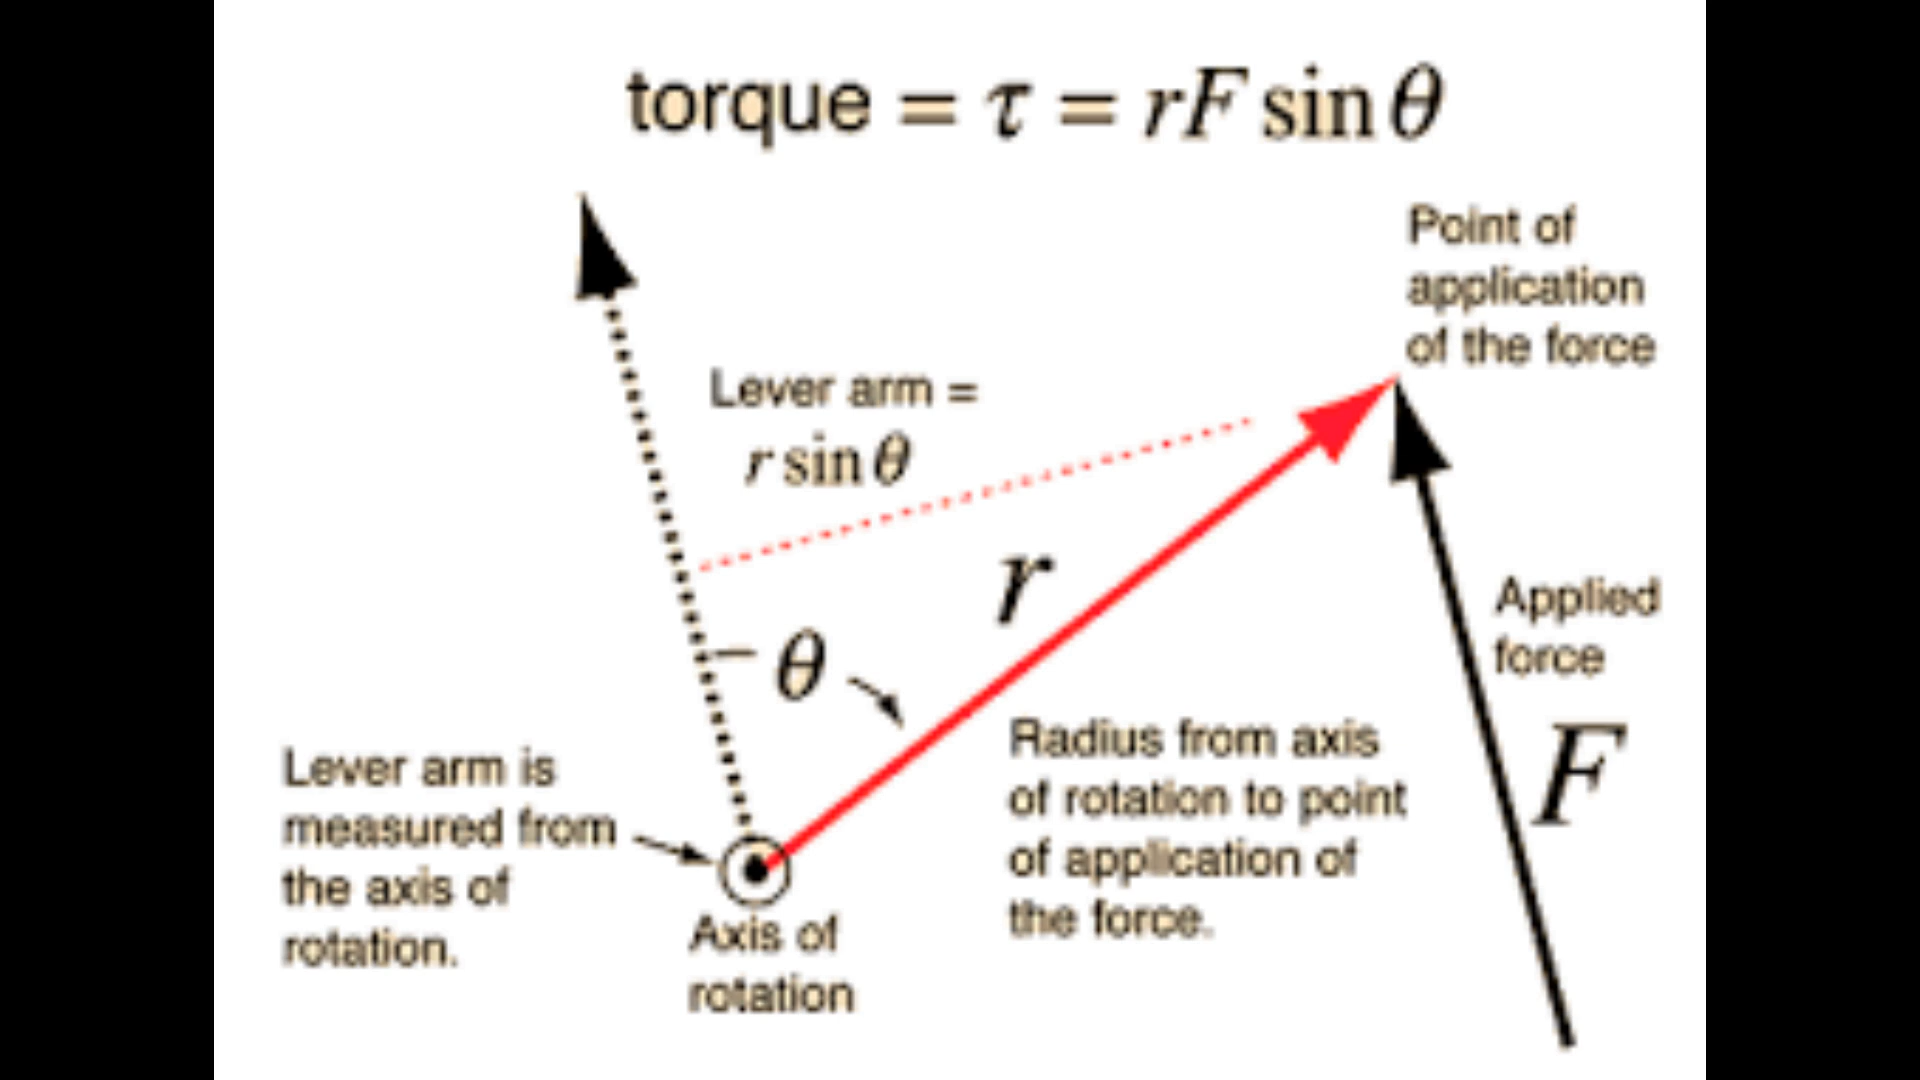 torque = τ = rF sin θ
Point of
application
of the force
Lever arm =
r sin θ
r
θ
Applied
force
F
Radius from axis
of rotation to point
of application of
the force.
Lever arm is
measured from
the axis of
rotation.
Axis of
rotation